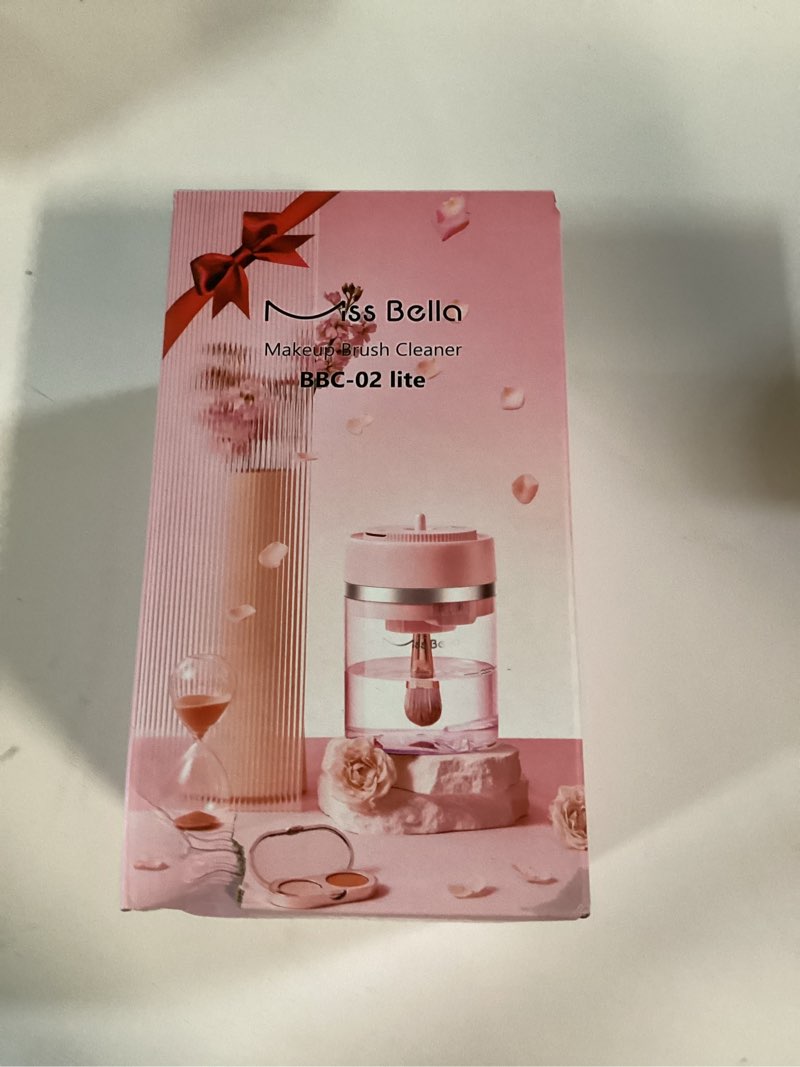 Miss Bella
Makeup Brush Cleaner
BBC-02 lite